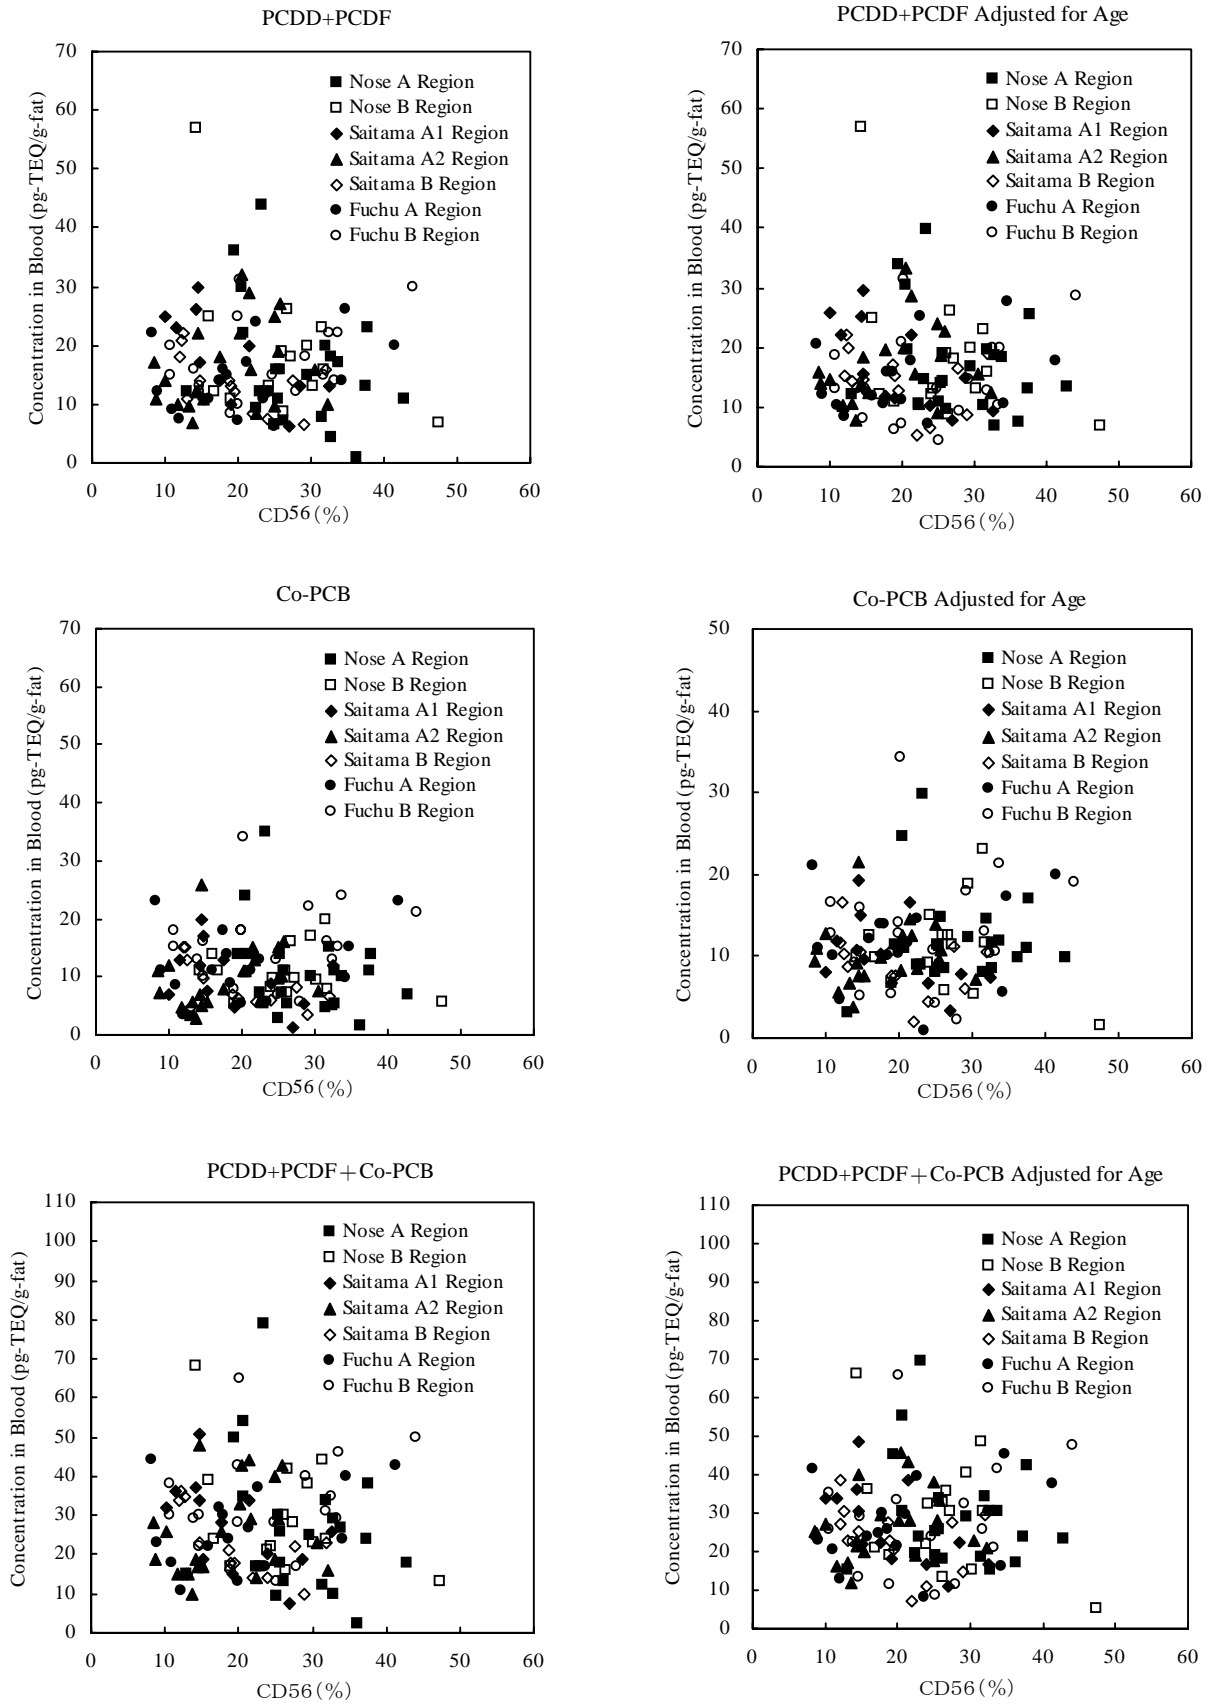 PCDD+PCDF
Concentration in Blood (pg-TEQ/g-fat)
70
60
50
40
30
20
10
0
0 10 20 30 40 50 60
CD56(%)
Nose A Region
Nose B Region
Saitama A1 Region
Saitama A2 Region
Saitama B Region
Fuchu A Region
Fuchu B Region
PCDD+PCDF Adjusted for Age
Concentration in Blood (pg-TEQ/g-fat)
70
60
50
40
30
20
10
0
0 10 20 30 40 50 60
CD56(%)
Nose A Region
Nose B Region
Saitama A1 Region
Saitama A2 Region
Saitama B Region
Fuchu A Region
Fuchu B Region
Co-PCB
Concentration in Blood (pg-TEQ/g-fat)
70
60
50
40
30
20
10
0
0 10 20 30 40 50 60
CD56(%)
Nose A Region
Nose B Region
Saitama A1 Region
Saitama A2 Region
Saitama B Region
Fuchu A Region
Fuchu B Region
Co-PCB Adjusted for Age
Concentration in Blood (pg-TEQ/g-fat)
50
40
30
20
10
0
0 10 20 30 40 50 60
CD56(%)
Nose A Region
Nose B Region
Saitama A1 Region
Saitama A2 Region
Saitama B Region
Fuchu A Region
Fuchu B Region
PCDD+PCDF+Co-PCB
Concentration in Blood (pg-TEQ/g-fat)
110
100
90
80
70
60
50
40
30
20
10
0
0 10 20 30 40 50 60
CD56(%)
Nose A Region
Nose B Region
Saitama A1 Region
Saitama A2 Region
Saitama B Region
Fuchu A Region
Fuchu B Region
PCDD+PCDF+Co-PCB Adjusted for Age
Concentration in Blood (pg-TEQ/g-fat)
110
100
90
80
70
60
50
40
30
20
10
0
0 10 20 30 40 50 60
CD56(%)
Nose A Region
Nose B Region
Saitama A1 Region
Saitama A2 Region
Saitama B Region
Fuchu A Region
Fuchu B Region